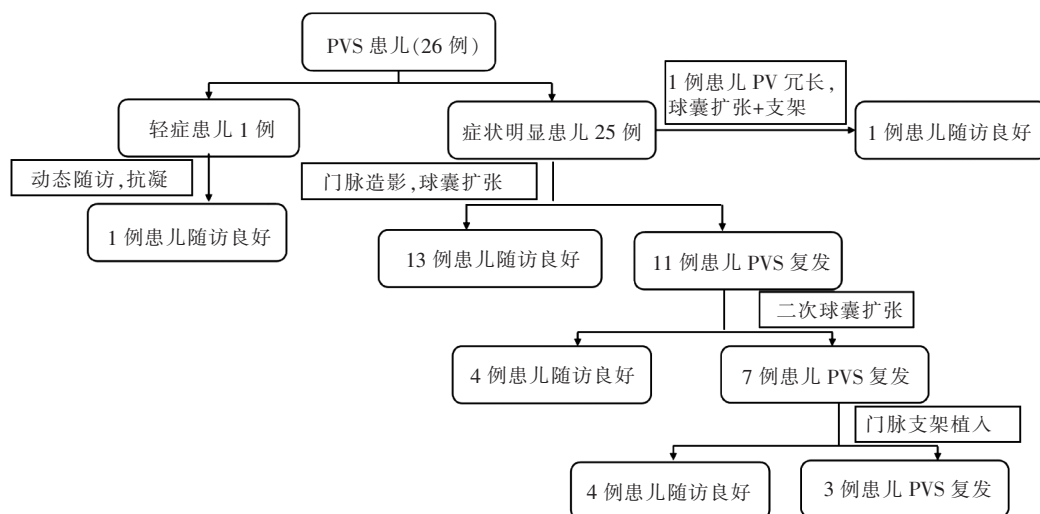 PVS 患儿(26 例)
1 例患儿 PV 冗长,
球囊扩张+支架
轻症患儿 1 例
症状明显患儿 25 例
1 例患儿随访良好
动态随访,抗凝
门脉造影,球囊扩张
1 例患儿随访良好
13 例患儿随访良好
11 例患儿 PVS 复发
二次球囊扩张
4 例患儿随访良好
7 例患儿 PVS 复发
门脉支架植入
4 例患儿随访良好
3 例患儿 PVS 复发